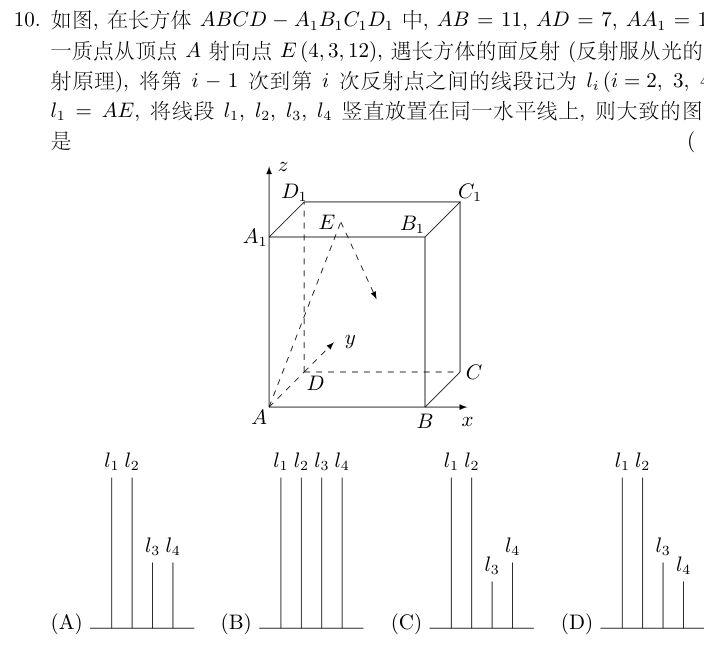 10. 如图, 在长方体 ABCD − A₁B₁C₁D₁ 中, AB = 11, AD = 7, AA₁ = 1
一质点从顶点 A 射向点 E (4, 3, 12), 遇长方体的面反射 (反射服从光的
射原理), 将第 i − 1 次到第 i 次反射点之间的线段记为 lᵢ (i = 2, 3, 4
l₁ = AE, 将线段 l₁, l₂, l₃, l₄ 竖直放置在同一水平线上, 则大致的图
是 (
z
D₁ C₁
E B₁
A₁
y
D C
A B x
l₁ l₂ l₁ l₂ l₃ l₄ l₁ l₂ l₁ l₂
l₃ l₄ l₄ l₃
l₃ l₄
(A) (B) (C) (D)